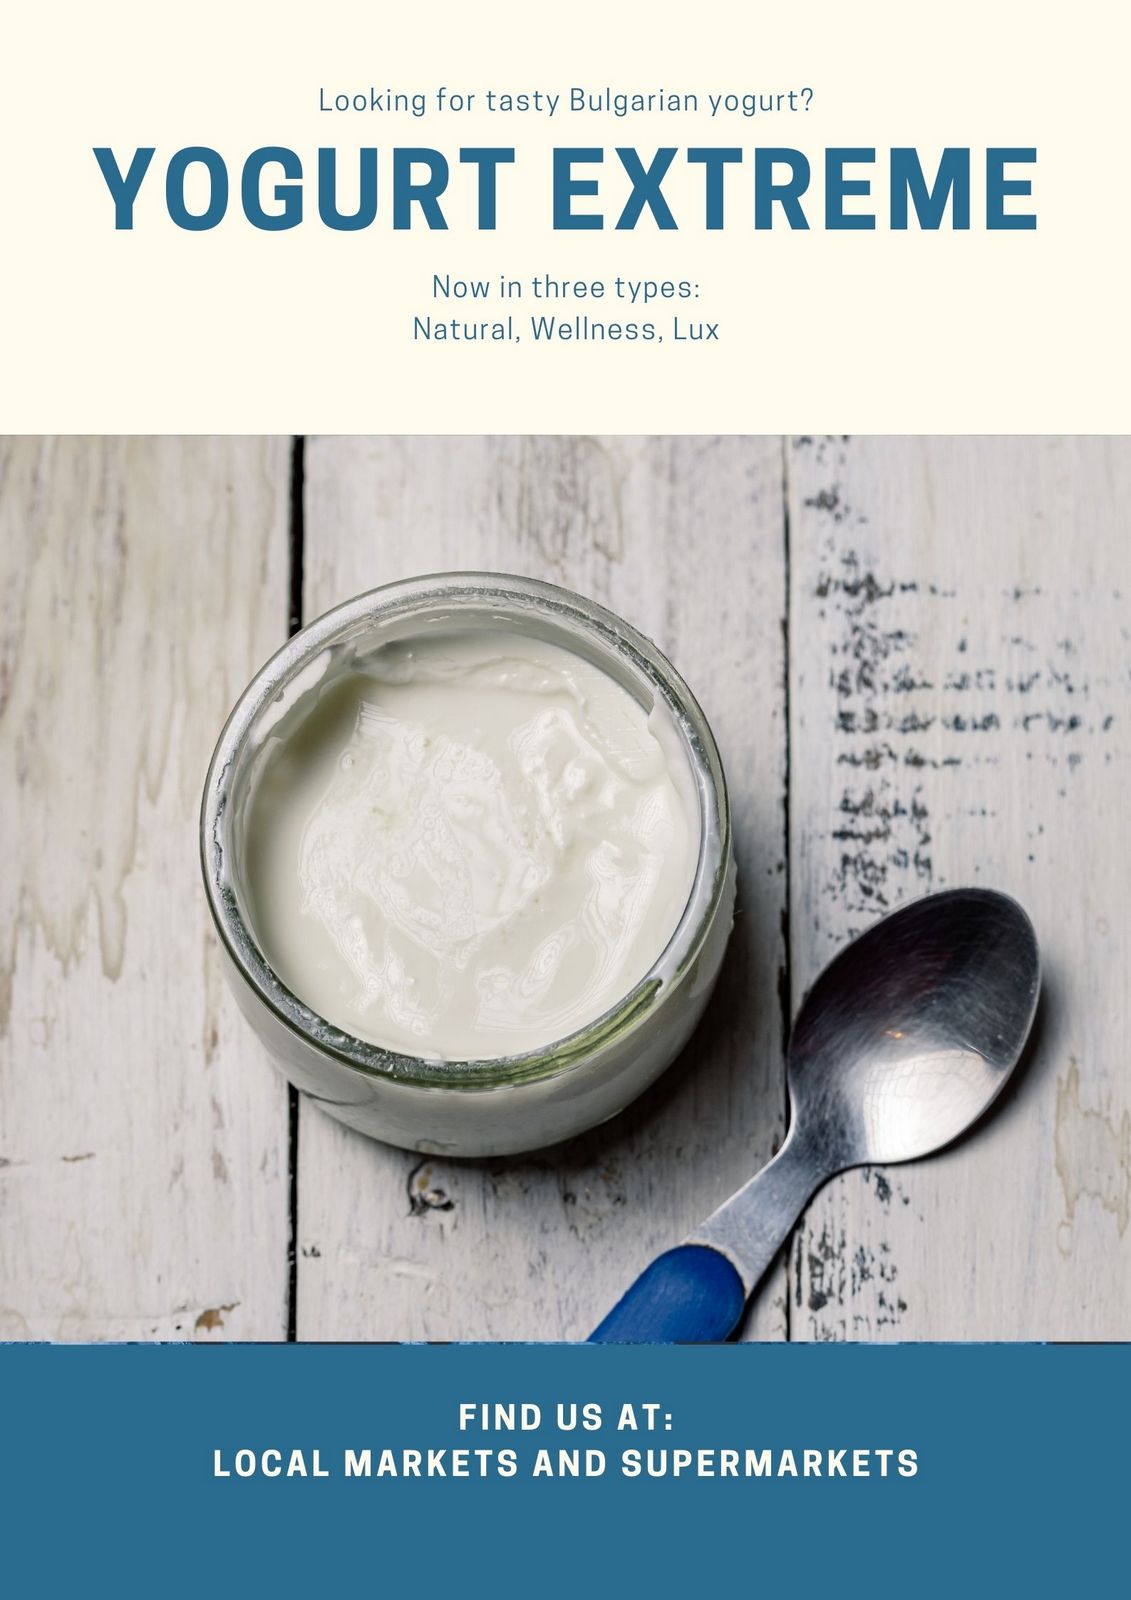 Looking for tasty Bulgarian yogurt?
YOGURT EXTREME
Now in three types:
Natural, Wellness, Lux
FIND US AT:
LOCAL MARKETS AND SUPERMARKETS